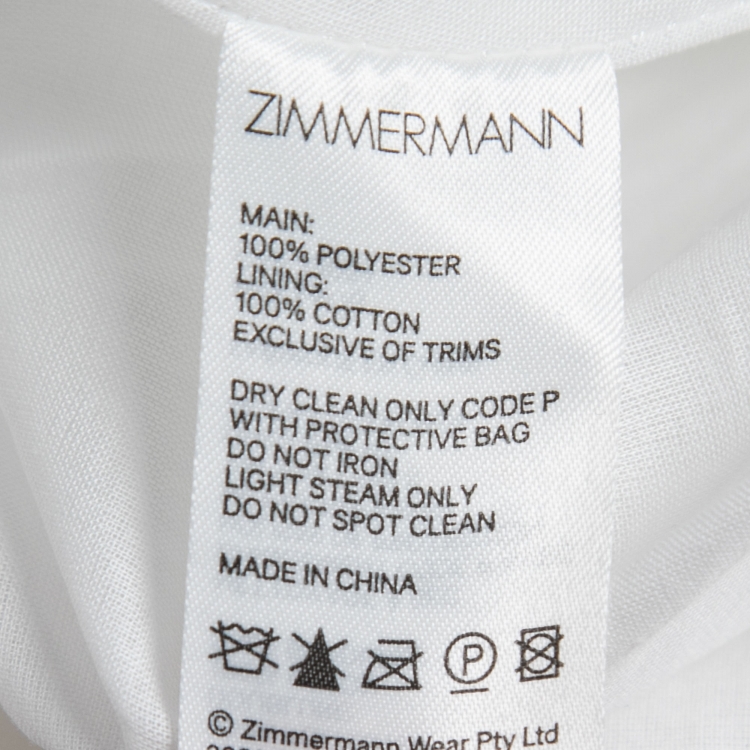 ZIMMERMANN
MAIN:
100% POLYESTER
LINING:
100% COTTON
EXCLUSIVE OF TRIMS
DRY CLEAN ONLY CODE P
WITH PROTECTIVE BAG
DO NOT IRON
LIGHT STEAM ONLY
DO NOT SPOT CLEAN
MADE IN CHINA
P
© Zimmermann Wear Pty Ltd